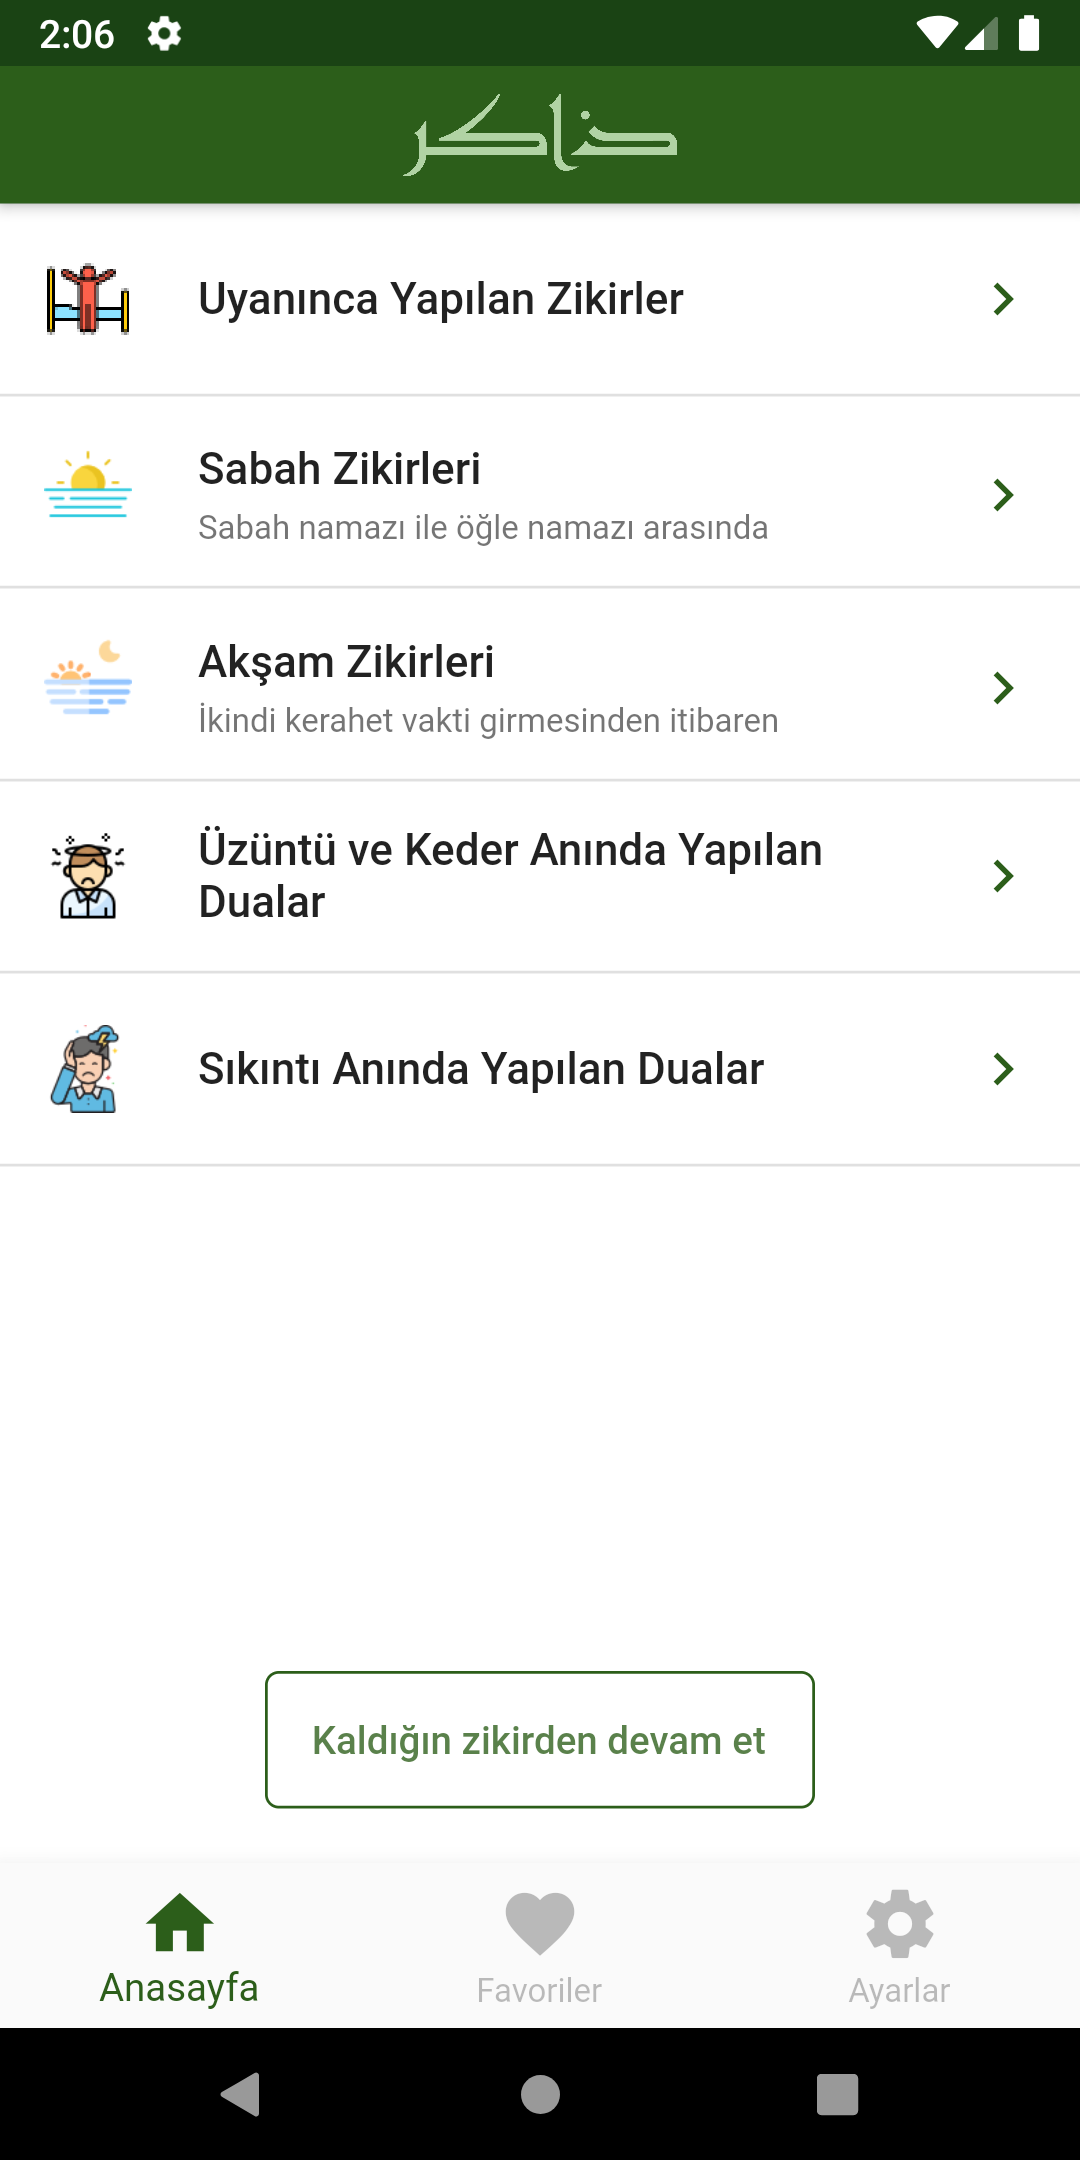 2:06
ذاكر
Uyanınca Yapılan Zikirler
Sabah Zikirleri
Sabah namazı ile öğle namazı arasında
Akşam Zikirleri
İkindi kerahet vakti girmesinden itibaren
Üzüntü ve Keder Anında Yapılan
Dualar
Sıkıntı Anında Yapılan Dualar
Kaldığın zikirden devam et
Anasayfa
Favoriler
Ayarlar